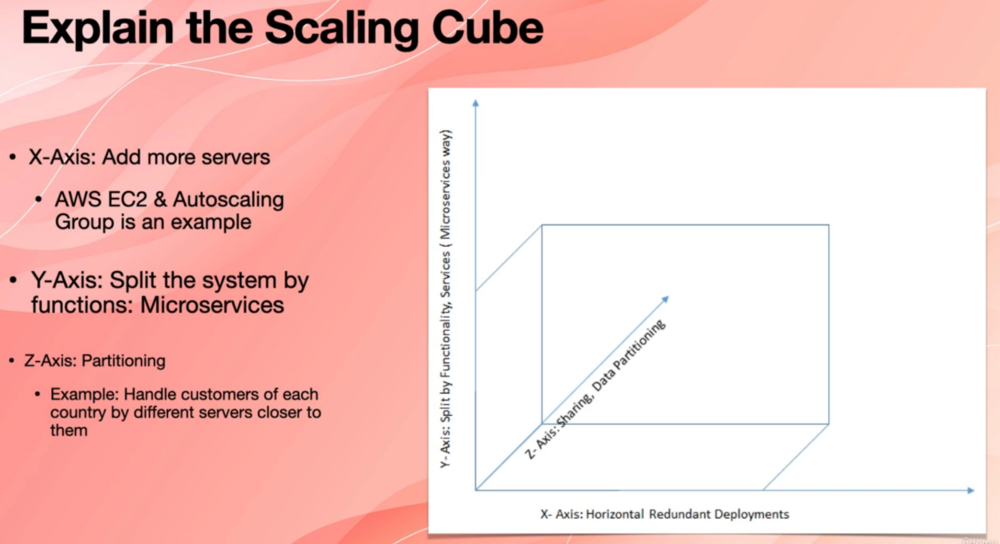 Explain the Scaling Cube
• X-Axis: Add more servers
• AWS EC2 & Autoscaling
Group is an example
• Y-Axis: Split the system by
functions: Microservices
• Z-Axis: Partitioning
• Example: Handle customers of each
country by different servers closer to
them
Y- Axis: Split by Functionality, Services ( Microservices way)
Z- Axis: Sharing, Data Partitioning
X- Axis: Horizontal Redundant Deployments